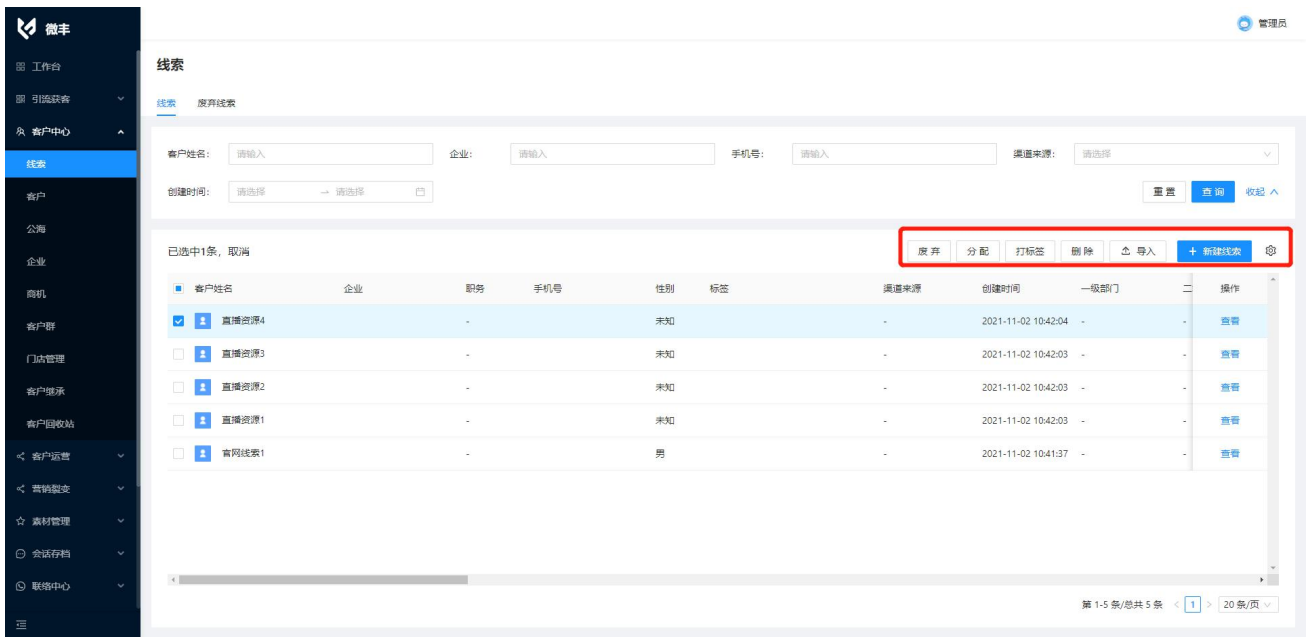 微丰
管理员
工作台
引流获客
客户中心
线索
客户
公海
企业
商机
客户群
门店管理
客户继承
客户回收站
客户运营
营销裂变
素材管理
会话存档
联络中心
线索
线索 废弃线索
客户姓名: 请输入 企业: 请输入 手机号: 请输入 渠道来源: 请选择
创建时间: 请选择 → 请选择 重置 查询 收起
已选中1条, 取消 废弃 分配 打标签 删除 导入 + 新建线索
客户姓名 企业 职务 手机号 性别 标签 渠道来源 创建时间 一级部门 二 操作
直播资源4 - 未知 - 2021-11-02 10:42:04 - - 查看
直播资源3 - 未知 - 2021-11-02 10:42:03 - - 查看
直播资源2 - 未知 - 2021-11-02 10:42:03 - - 查看
直播资源1 - 未知 - 2021-11-02 10:42:03 - - 查看
官网线索1 - 男 - 2021-11-02 10:41:37 - - 查看
第 1-5 条/总共 5 条 < 1 > 20 条/页